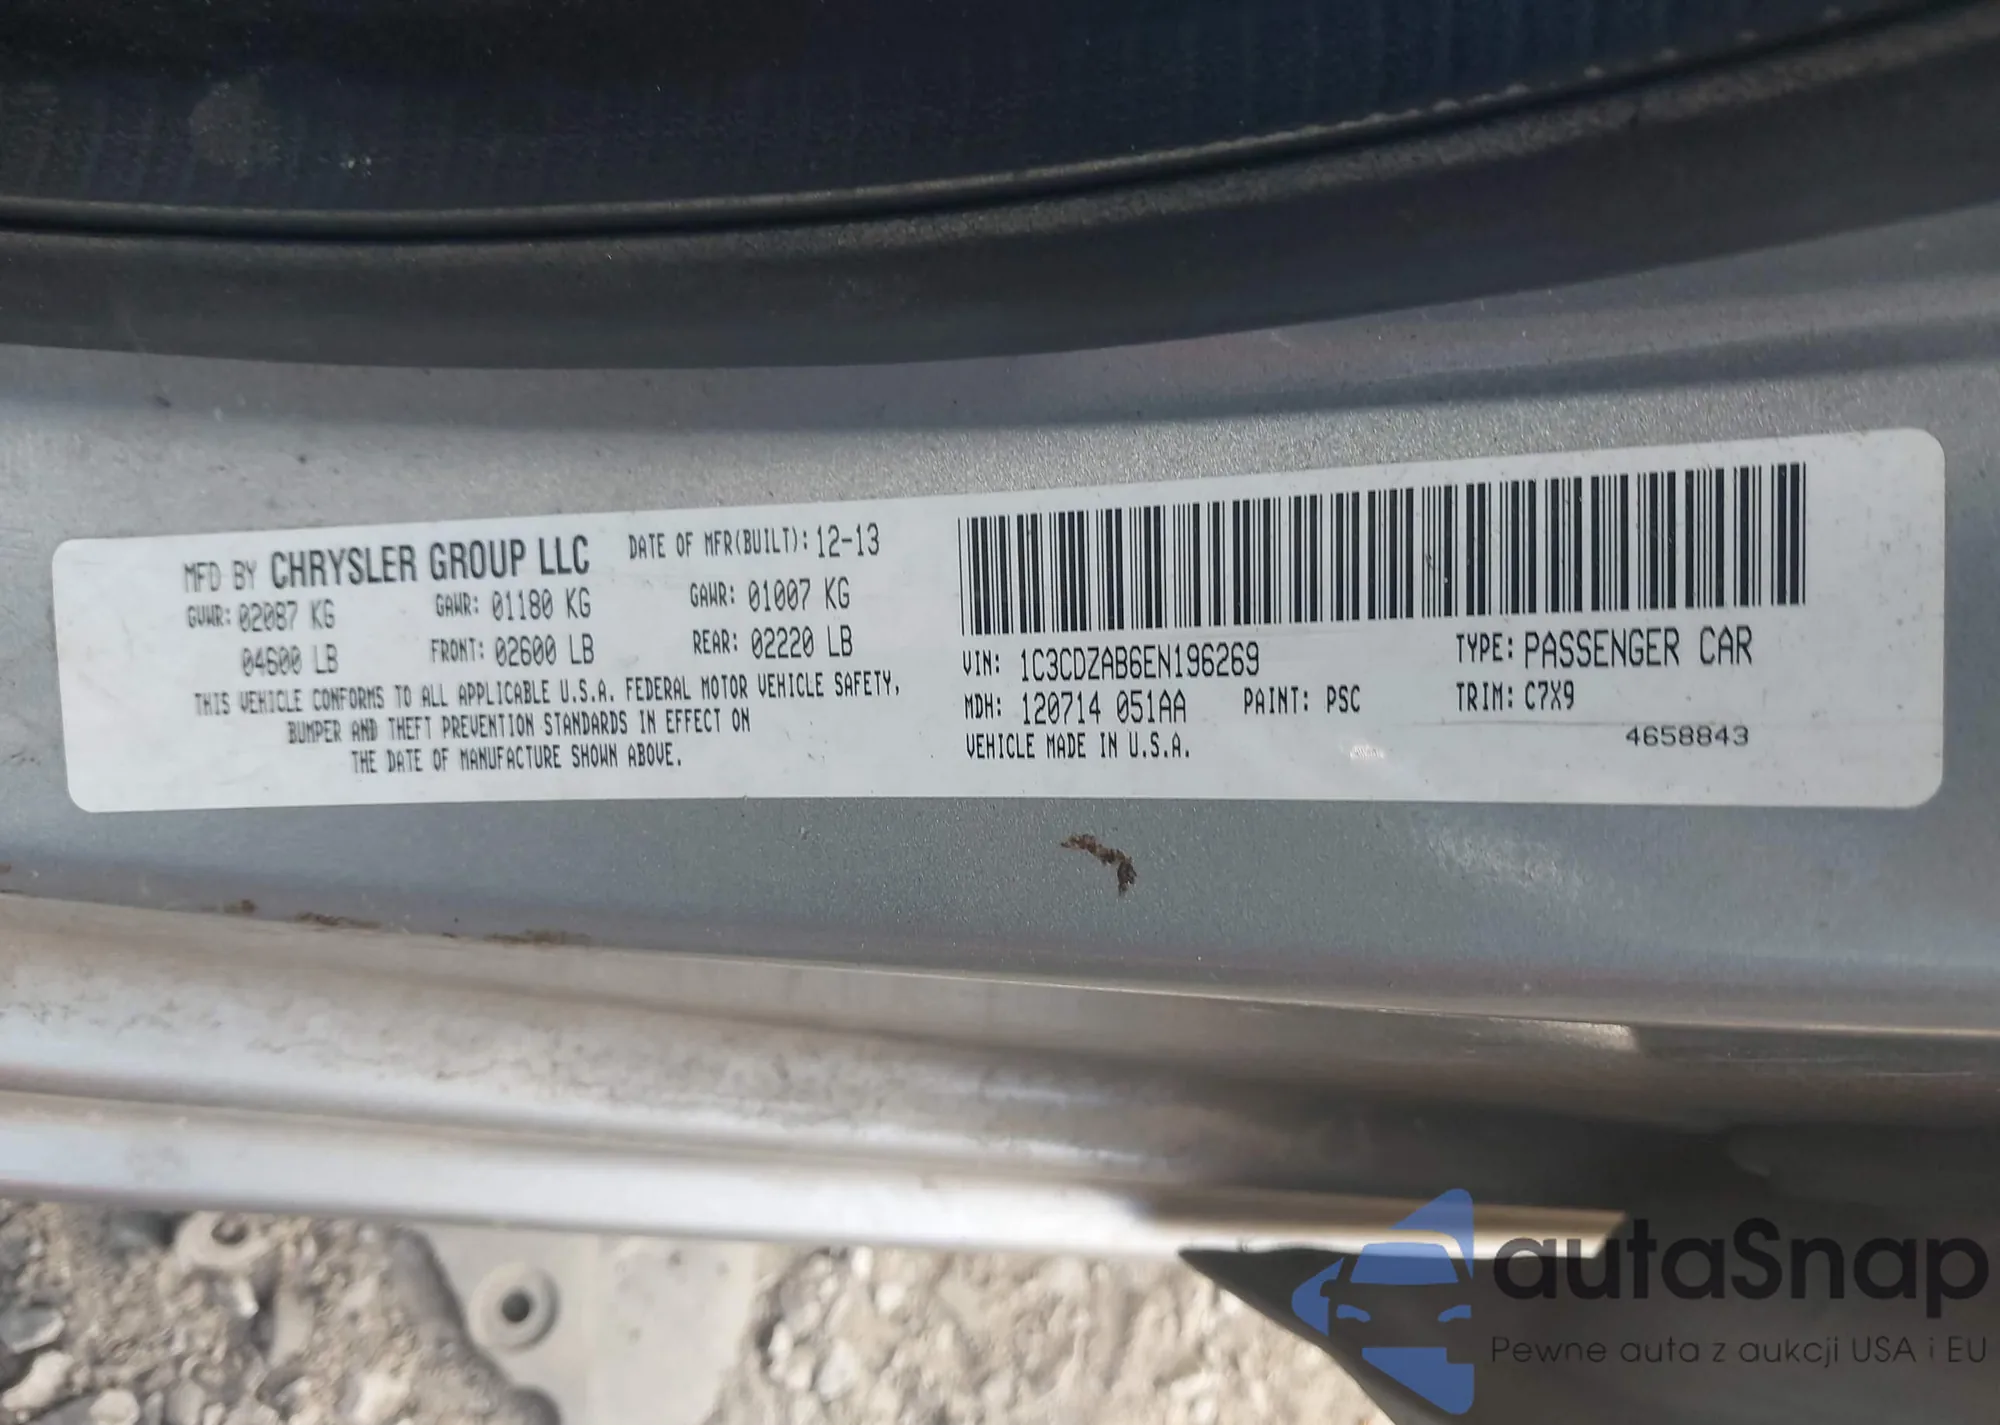 MFD BY CHRYSLER GROUP LLC DATE OF MFR(BUILT): 12-13
GVWR: 02087 KG GAWR: 01180 KG GAWR: 01007 KG
04600 LB FRONT: 02600 LB REAR: 02220 LB
THIS VEHICLE CONFORMS TO ALL APPLICABLE U.S.A. FEDERAL MOTOR VEHICLE SAFETY,
BUMPER AND THEFT PREVENTION STANDARDS IN EFFECT ON
THE DATE OF MANUFACTURE SHOWN ABOVE.
VIN: 1C3CDZAB6EN196269 TYPE: PASSENGER CAR
MDH: 120714 051AA PAINT: PSC TRIM: C7X9
VEHICLE MADE IN U.S.A. 4658843
autaSnap
Pewne auta z aukcji USA i EU